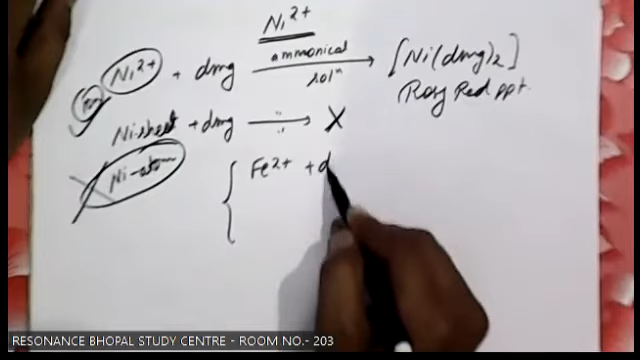 Ni²⁺
Ni²⁺ + dmg ammonical solⁿ → [Ni(dmg)₂]
Rosy Red ppt.
Ni sheet + dmg → X
Ni-atom
{ Fe²⁺ + d
RESONANCE BHOPAL STUDY CENTRE - ROOM NO.- 203